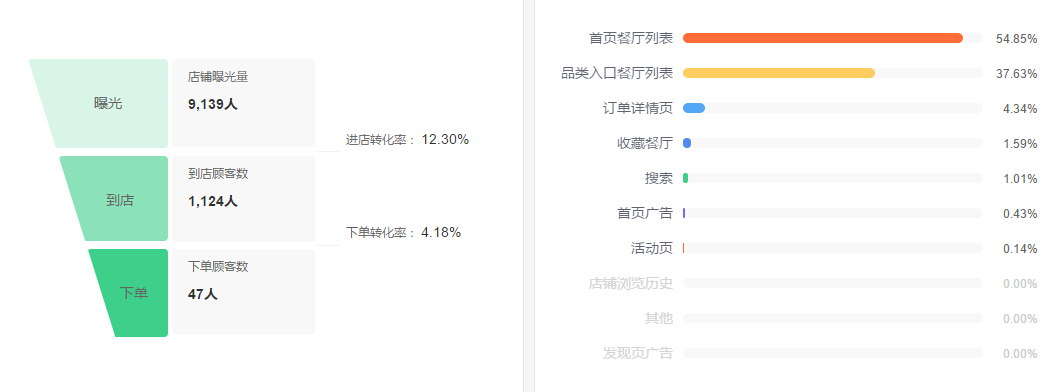 曝光
店铺曝光量
9,139人
进店转化率： 12.30%
到店
到店顾客数
1,124人
下单转化率： 4.18%
下单
下单顾客数
47人
首页餐厅列表 54.85%
品类入口餐厅列表 37.63%
订单详情页 4.34%
收藏餐厅 1.59%
搜索 1.01%
首页广告 0.43%
活动页 0.14%
店铺浏览历史 0.00%
其他 0.00%
发现页广告 0.00%